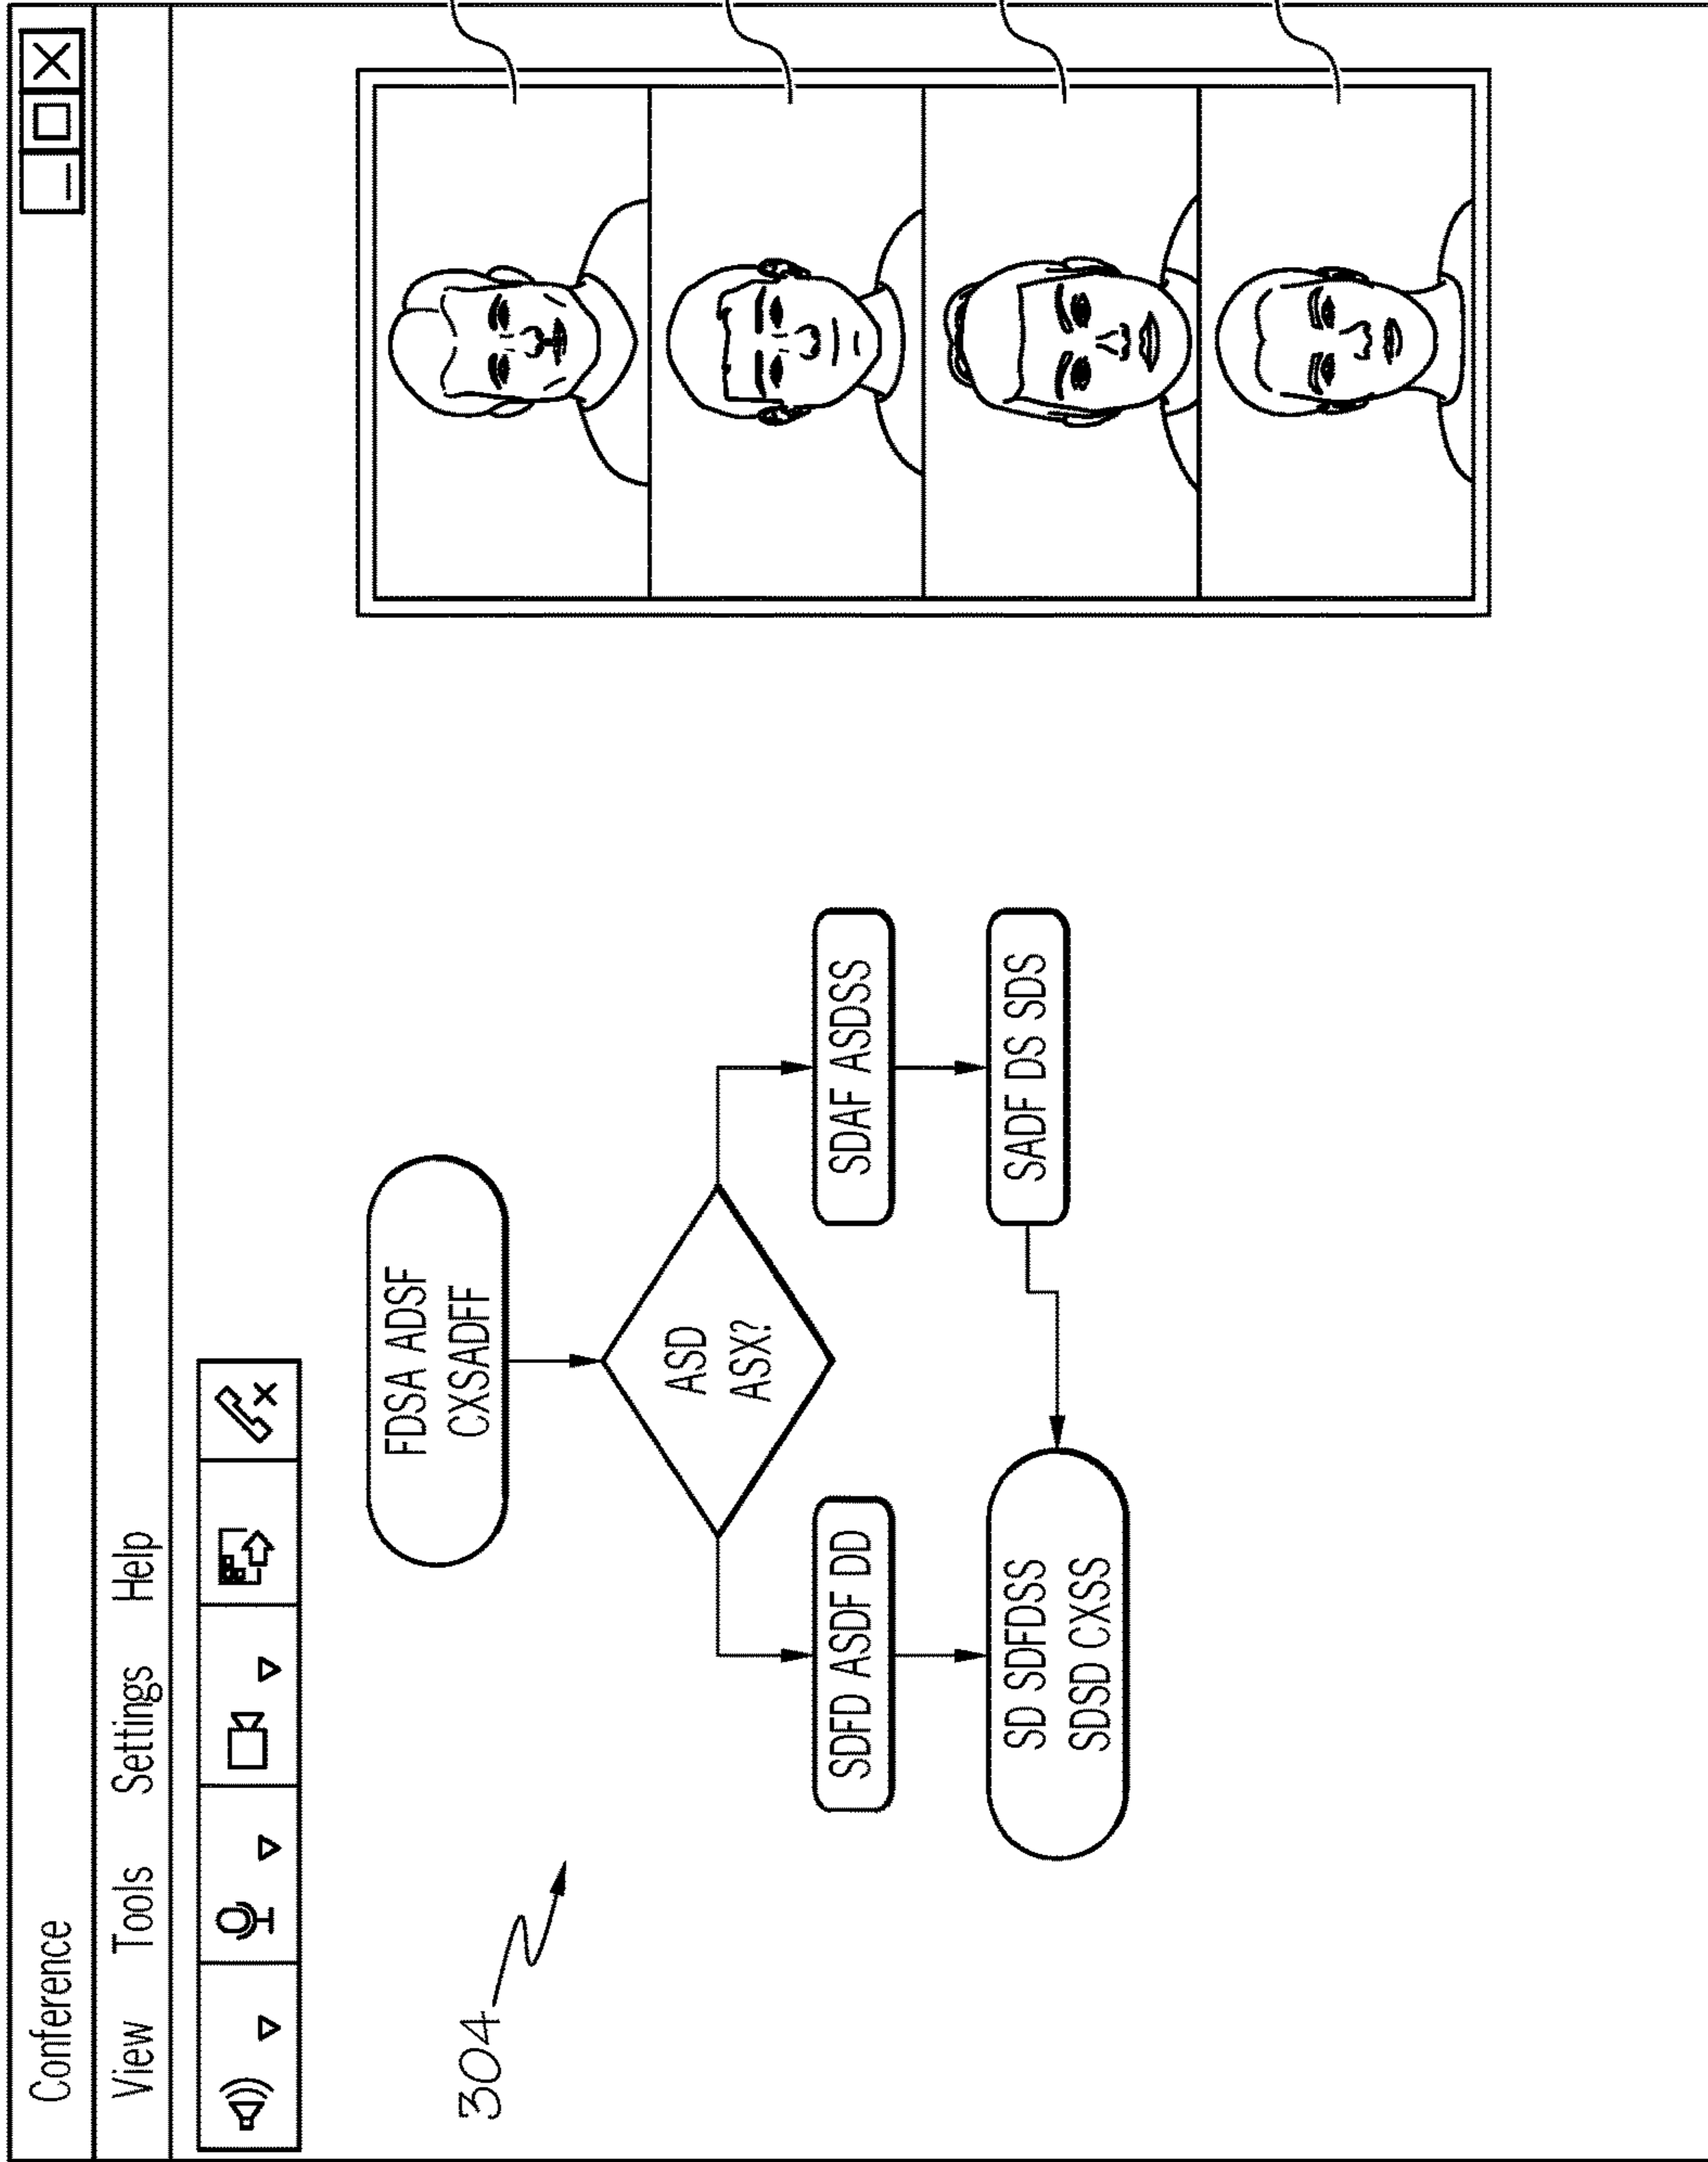 Conference
View Tools Settings Help
304
FDSA ADSF
CXSADFF
ASD
ASX?
SDFD ASDF DD
SDAF ASDSS
SD SDFDSS
SDSD CXSS
SADF DS SDS